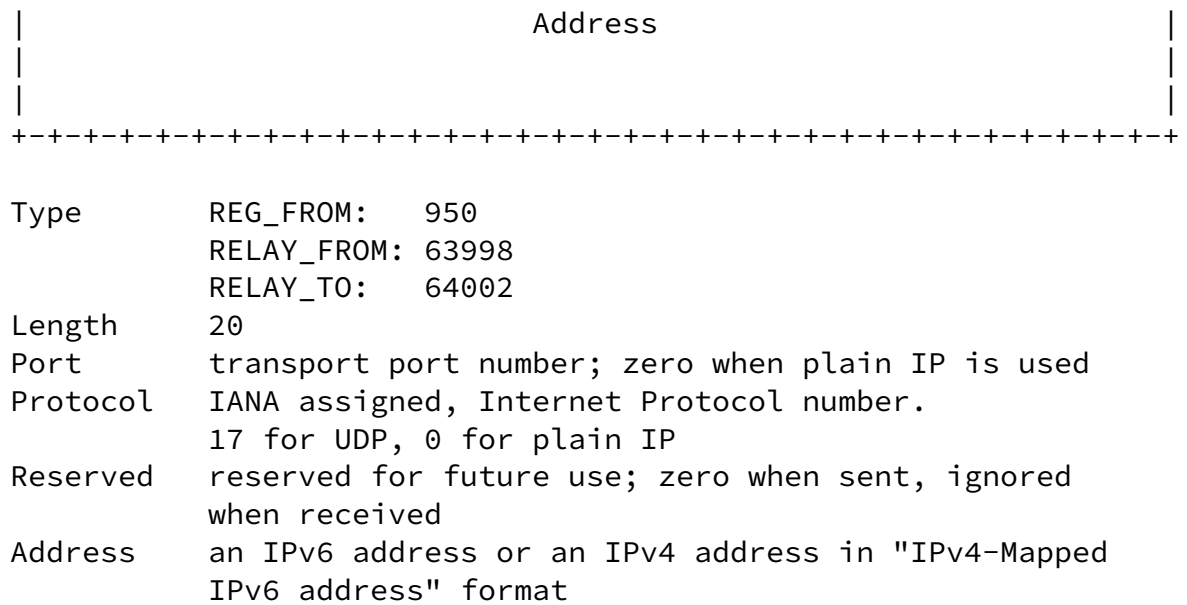 |                             Address                           |
|                                                               |
|                                                               |
+-+-+-+-+-+-+-+-+-+-+-+-+-+-+-+-+-+-+-+-+-+-+-+-+-+-+-+-+-+-+-+-+

Type       REG_FROM:   950
           RELAY_FROM: 63998
           RELAY_TO:   64002
Length     20
Port       transport port number; zero when plain IP is used
Protocol   IANA assigned, Internet Protocol number.
           17 for UDP, 0 for plain IP
Reserved   reserved for future use; zero when sent, ignored
           when received
Address    an IPv6 address or an IPv4 address in "IPv4-Mapped
           IPv6 address" format